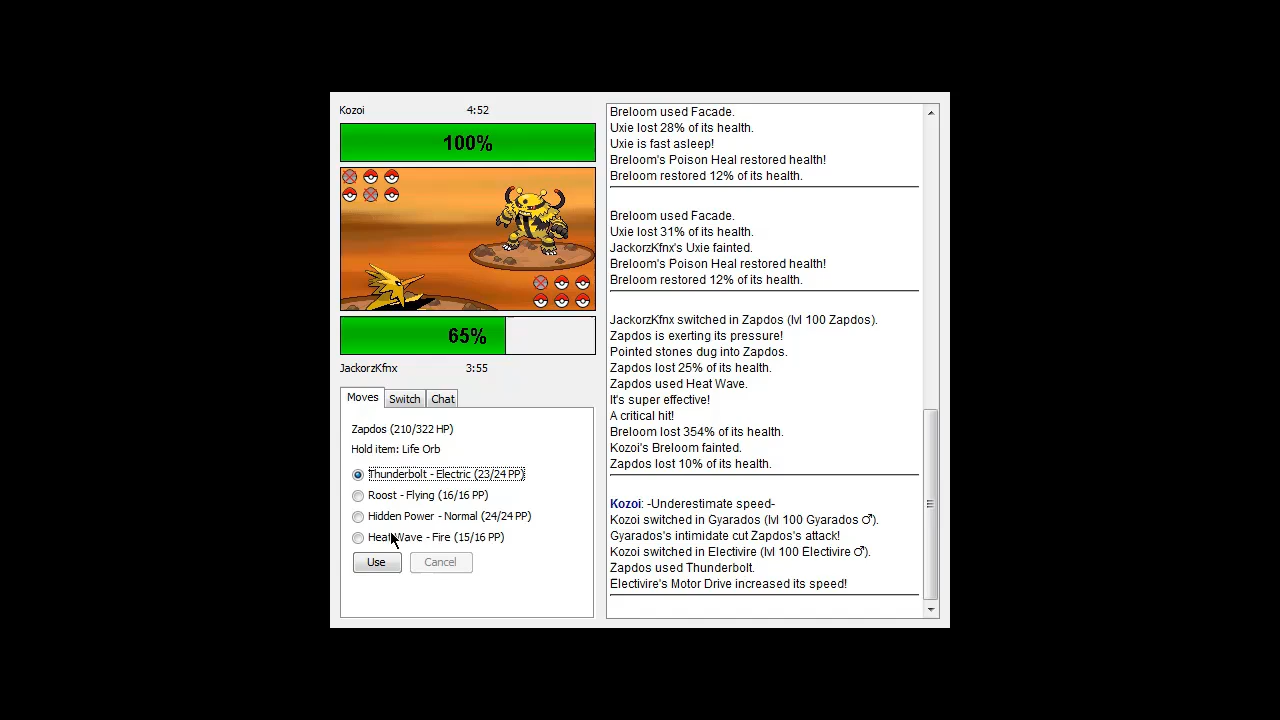 Kozoi 4:52
100%
65%
JackorzKfnx 3:55
Moves Switch Chat
Zapdos (210/322 HP)
Hold item: Life Orb
Thunderbolt - Electric (23/24 PP)
Roost - Flying (16/16 PP)
Hidden Power - Normal (24/24 PP)
Heat Wave - Fire (15/16 PP)
Use Cancel
Breloom used Facade.
Uxie lost 28% of its health.
Uxie is fast asleep!
Breloom's Poison Heal restored health!
Breloom restored 12% of its health.
Breloom used Facade.
Uxie lost 31% of its health.
JackorzKfnx's Uxie fainted.
Breloom's Poison Heal restored health!
Breloom restored 12% of its health.
JackorzKfnx switched in Zapdos (lvl 100 Zapdos).
Zapdos is exerting its pressure!
Pointed stones dug into Zapdos.
Zapdos lost 25% of its health.
Zapdos used Heat Wave.
It's super effective!
A critical hit!
Breloom lost 354% of its health.
Kozoi's Breloom fainted.
Zapdos lost 10% of its health.
Kozoi: -Underestimate speed-
Kozoi switched in Gyarados (lvl 100 Gyarados ♂).
Gyarados's intimidate cut Zapdos's attack!
Kozoi switched in Electivire (lvl 100 Electivire ♂).
Zapdos used Thunderbolt.
Electivire's Motor Drive increased its speed!